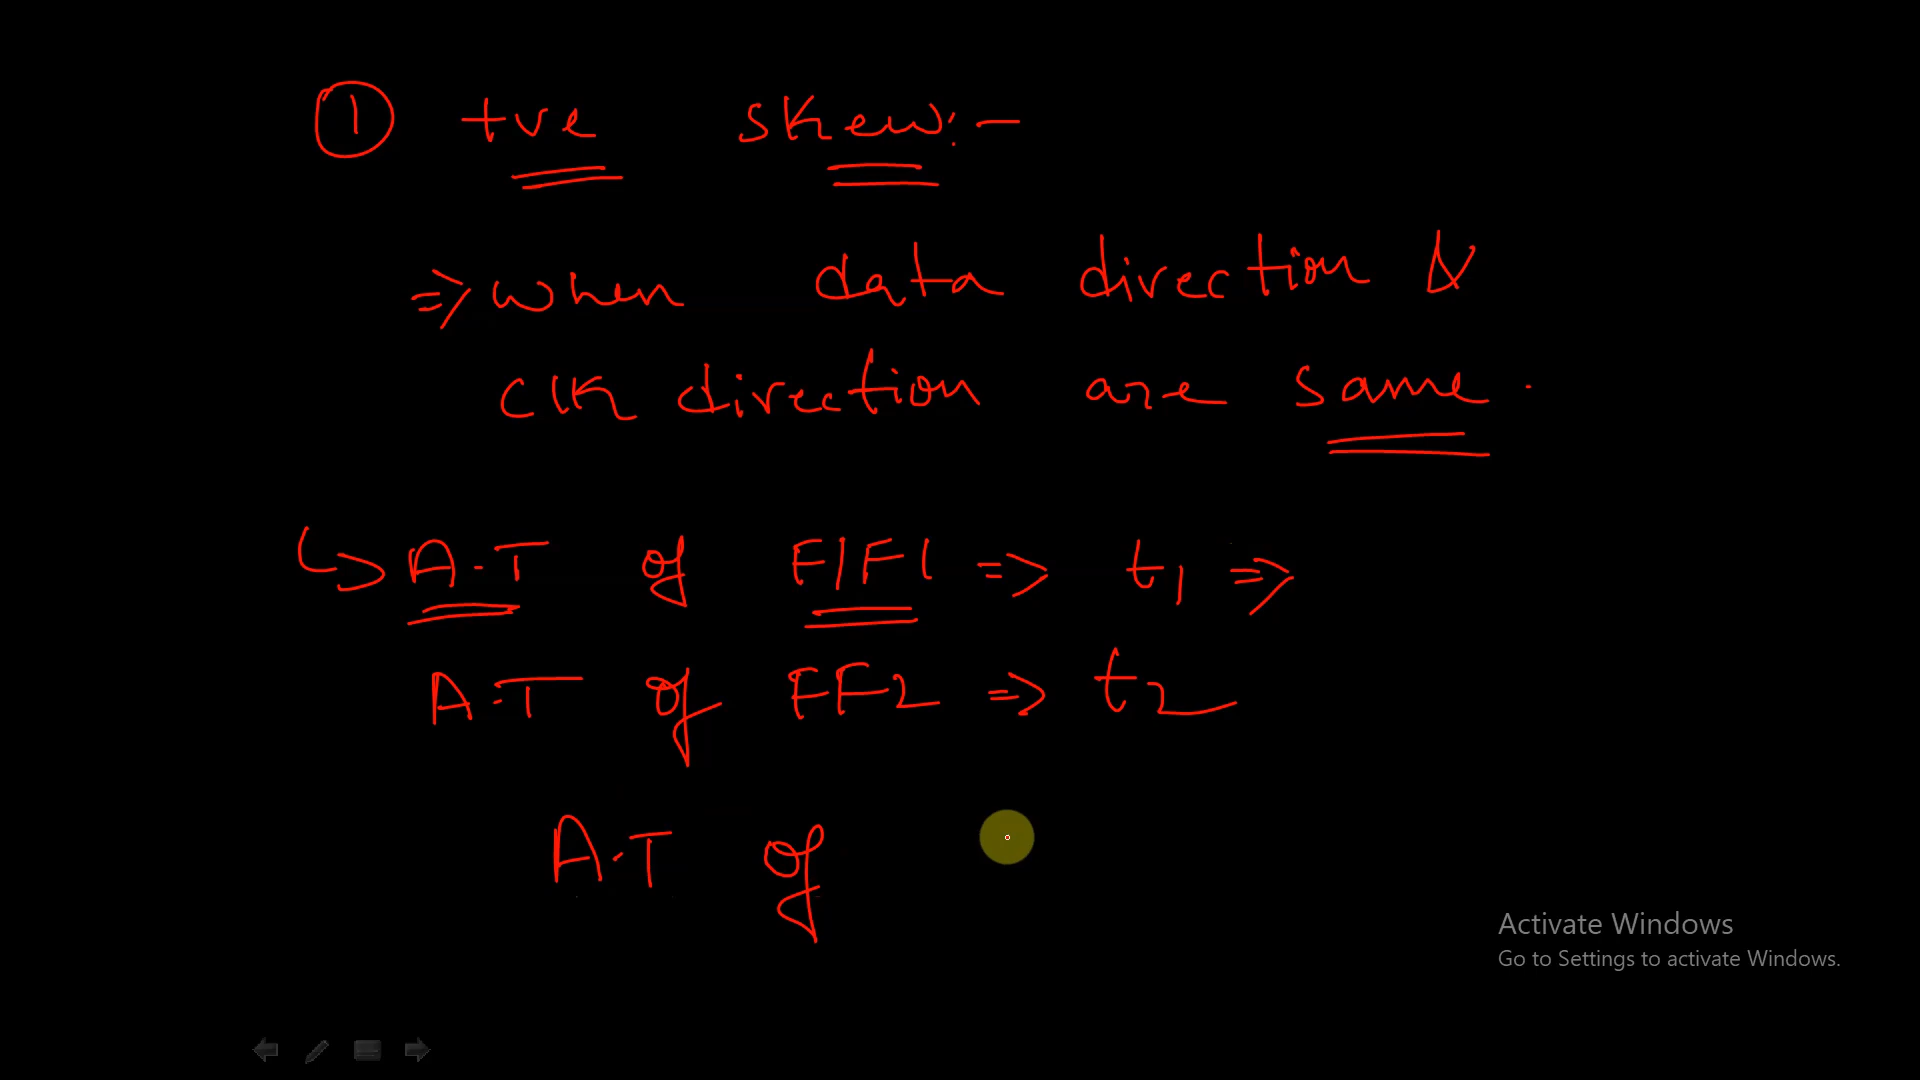 ① +ve skew:-
=> when data direction &
clk direction are same.
↳ A.T of F/F1 => t1 =>
A.T of FF2 => t2
A.T of
Activate Windows
Go to Settings to activate Windows.